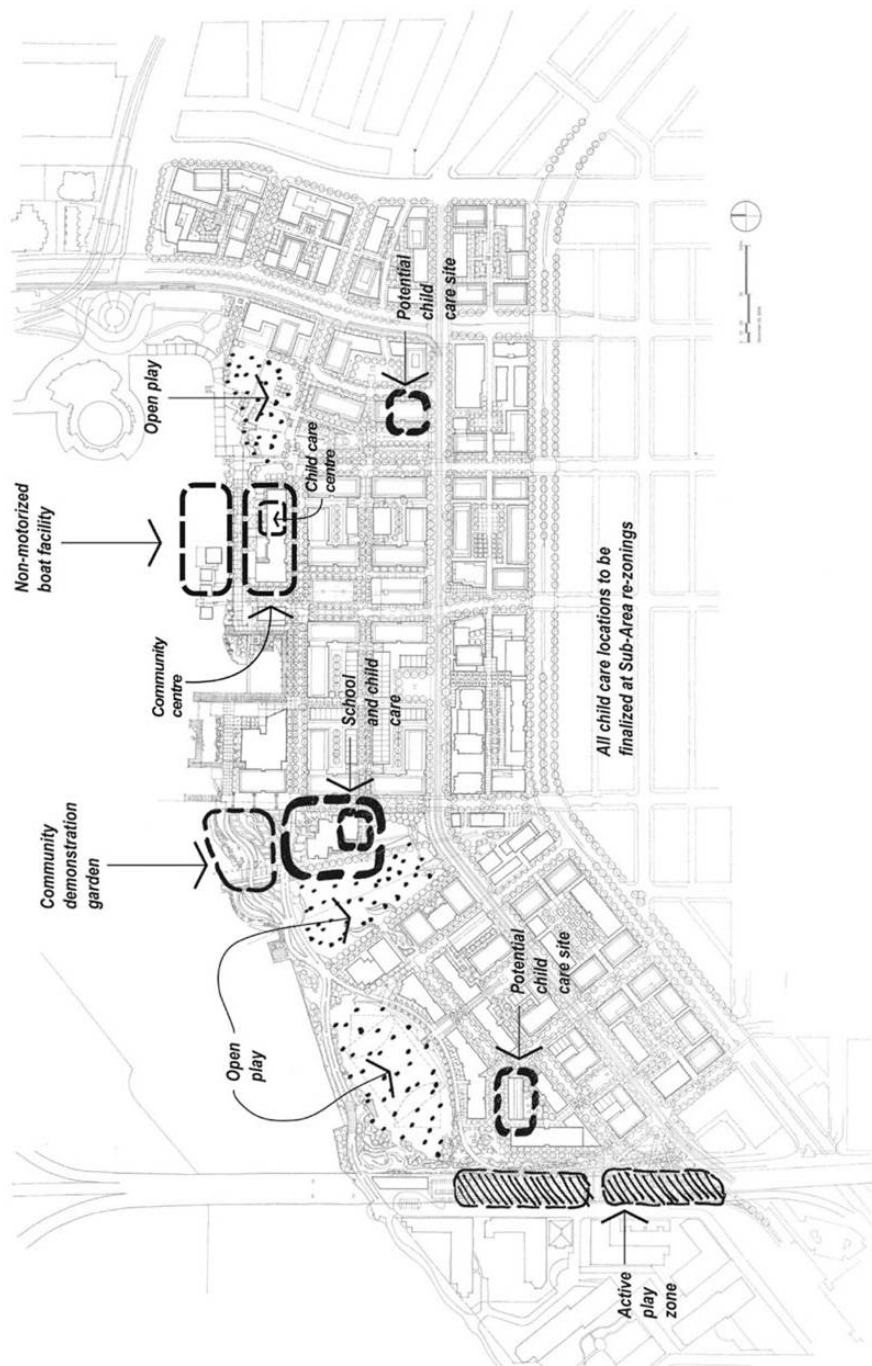 Non-motorized
boat facility
Community
demonstration
garden
Open play
Community
centre
Child care
centre
Open
play
School
and child
care
Potential
child
care site
Potential
child
care site
Active
play
zone
All child care locations to be
finalized at Sub-Area re-zonings